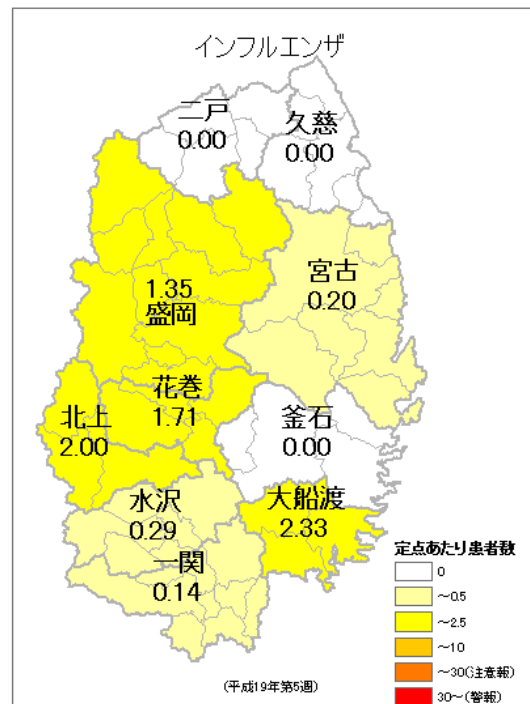 インフルエンザ
二戸
0.00
久慈
0.00
宮古
0.20
1.35
盛岡
花巻
1.71
北上
2.00
釜石
0.00
水沢
0.29
大船渡
2.33
一関
0.14
定点あたり患者数
0
～0.5
～2.5
～10
～30(注意報)
30～(警報)
(平成19年第5週)